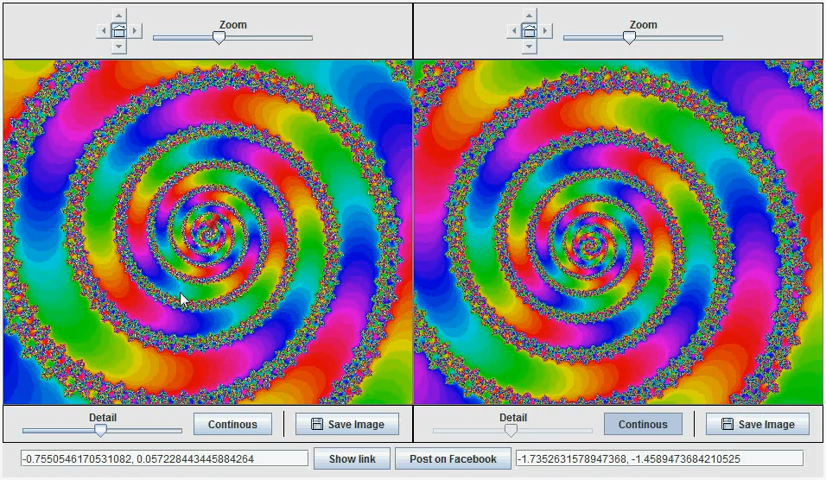 Zoom
Zoom
Detail
Continous
Save Image
Detail
Continous
Save Image
-0.7550546170531082, 0.057228443445884264
Show link
Post on Facebook
-1.7352631578947368, -1.4589473684210525